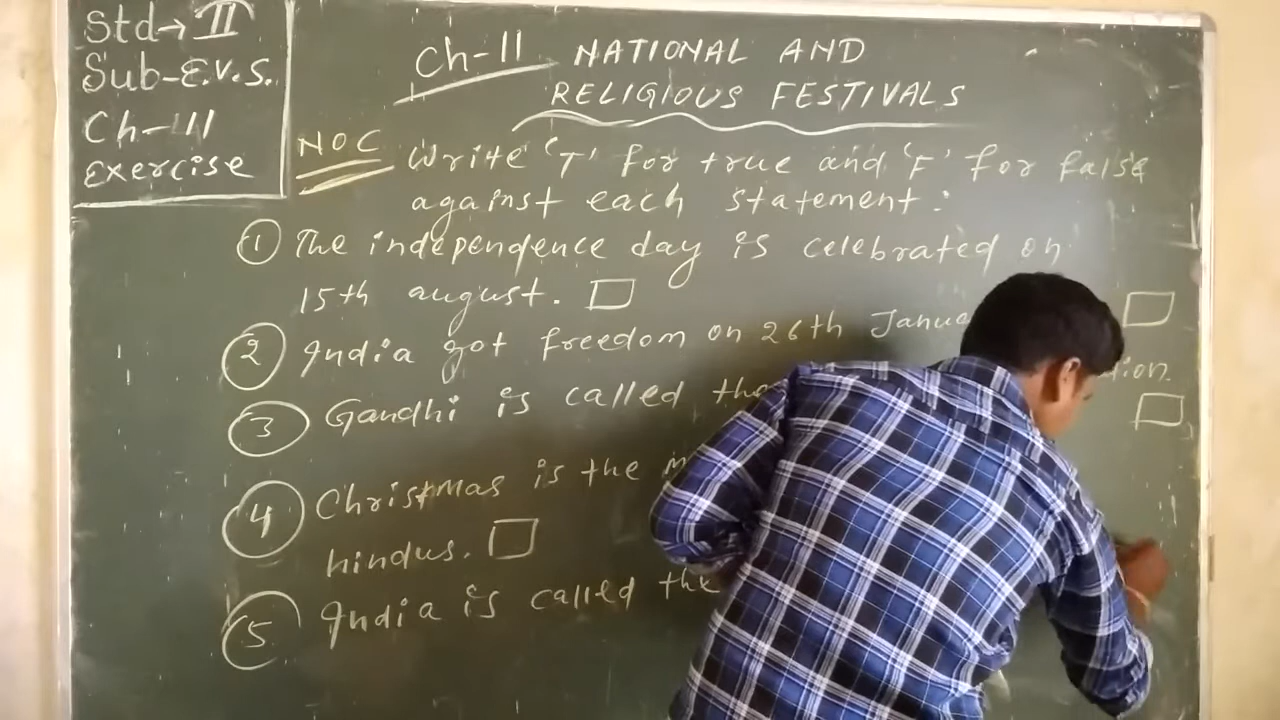 Std→II
Sub-E.V.S.
Ch-11
Exercise
Ch-11 NATIONAL AND
RELIGIOUS FESTIVALS
NOC Write 'T' for true and 'F' for false
against each statement:
① The independence day is celebrated on
15th august.
② India got freedom on 26th
③ Gandhi is called the
④ Christmas is the
hindus.
⑤ India is called the